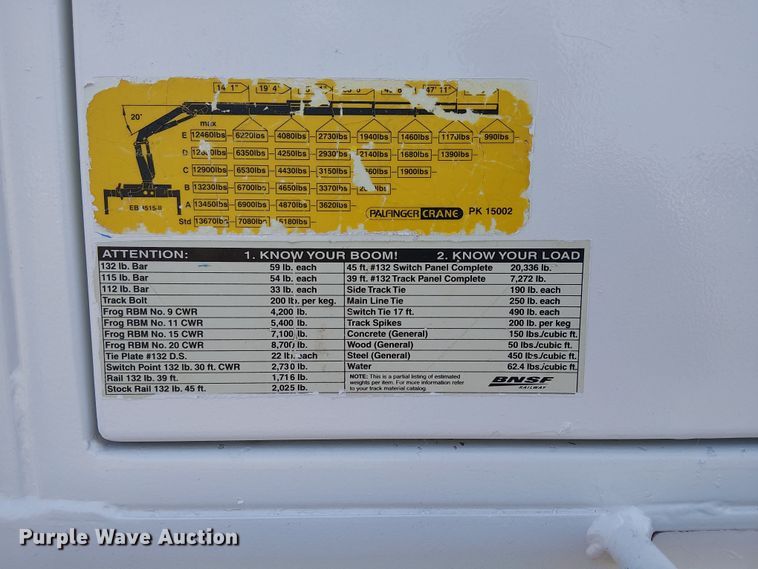 14' 1" 19' 4" 47' 11"
20°
max
E 12460lbs 6220lbs 4080lbs 2730lbs 1940lbs 1460lbs 1170lbs 990lbs
D 6350lbs 4250lbs 2930lbs 2140lbs 1680lbs 1390lbs
C 12900lbs 6530lbs 4430lbs 3150lbs 1900lbs
B 13230lbs 6700lbs 4650lbs 3370lbs
A 13450lbs 6900lbs 4870lbs 3620lbs
Std 13670lbs 7080lbs 5180lbs
PALFINGER CRANE PK 15002
ATTENTION: 1. KNOW YOUR BOOM! 2. KNOW YOUR LOAD
132 lb. Bar 59 lb. each 45 ft. #132 Switch Panel Complete 20,336 lb.
115 lb. Bar 54 lb. each 39 ft. #132 Track Panel Complete 7,272 lb.
112 lb. Bar 33 lb. each Side Track Tie 190 lb. each
Track Bolt 200 lb. per keg. Main Line Tie 250 lb. each
Frog RBM No. 9 CWR 4,200 lb. Switch Tie 17 ft. 490 lb. each
Frog RBM No. 11 CWR 5,400 lb. Track Spikes 200 lb. per keg
Frog RBM No. 15 CWR 7,100 lb. Concrete (General) 150 lbs./cubic ft.
Frog RBM No. 20 CWR 8,700 lb. Wood (General) 50 lbs/cubic ft.
Tie Plate #132 D.S. 22 lb. each Steel (General) 450 lbs/cubic ft.
Switch Point 132 lb. 30 ft. CWR 2,730 lb. Water 62.4 lbs./cubic ft.
Rail 132 lb. 39 ft. 1,716 lb.
Stock Rail 132 lb. 45 ft. 2,025 lb.
NOTE: This is a partial listing of estimated
weights per item. For more information refer
to your track material catalog.
BNSF
RAILWAY
Purple Wave Auction